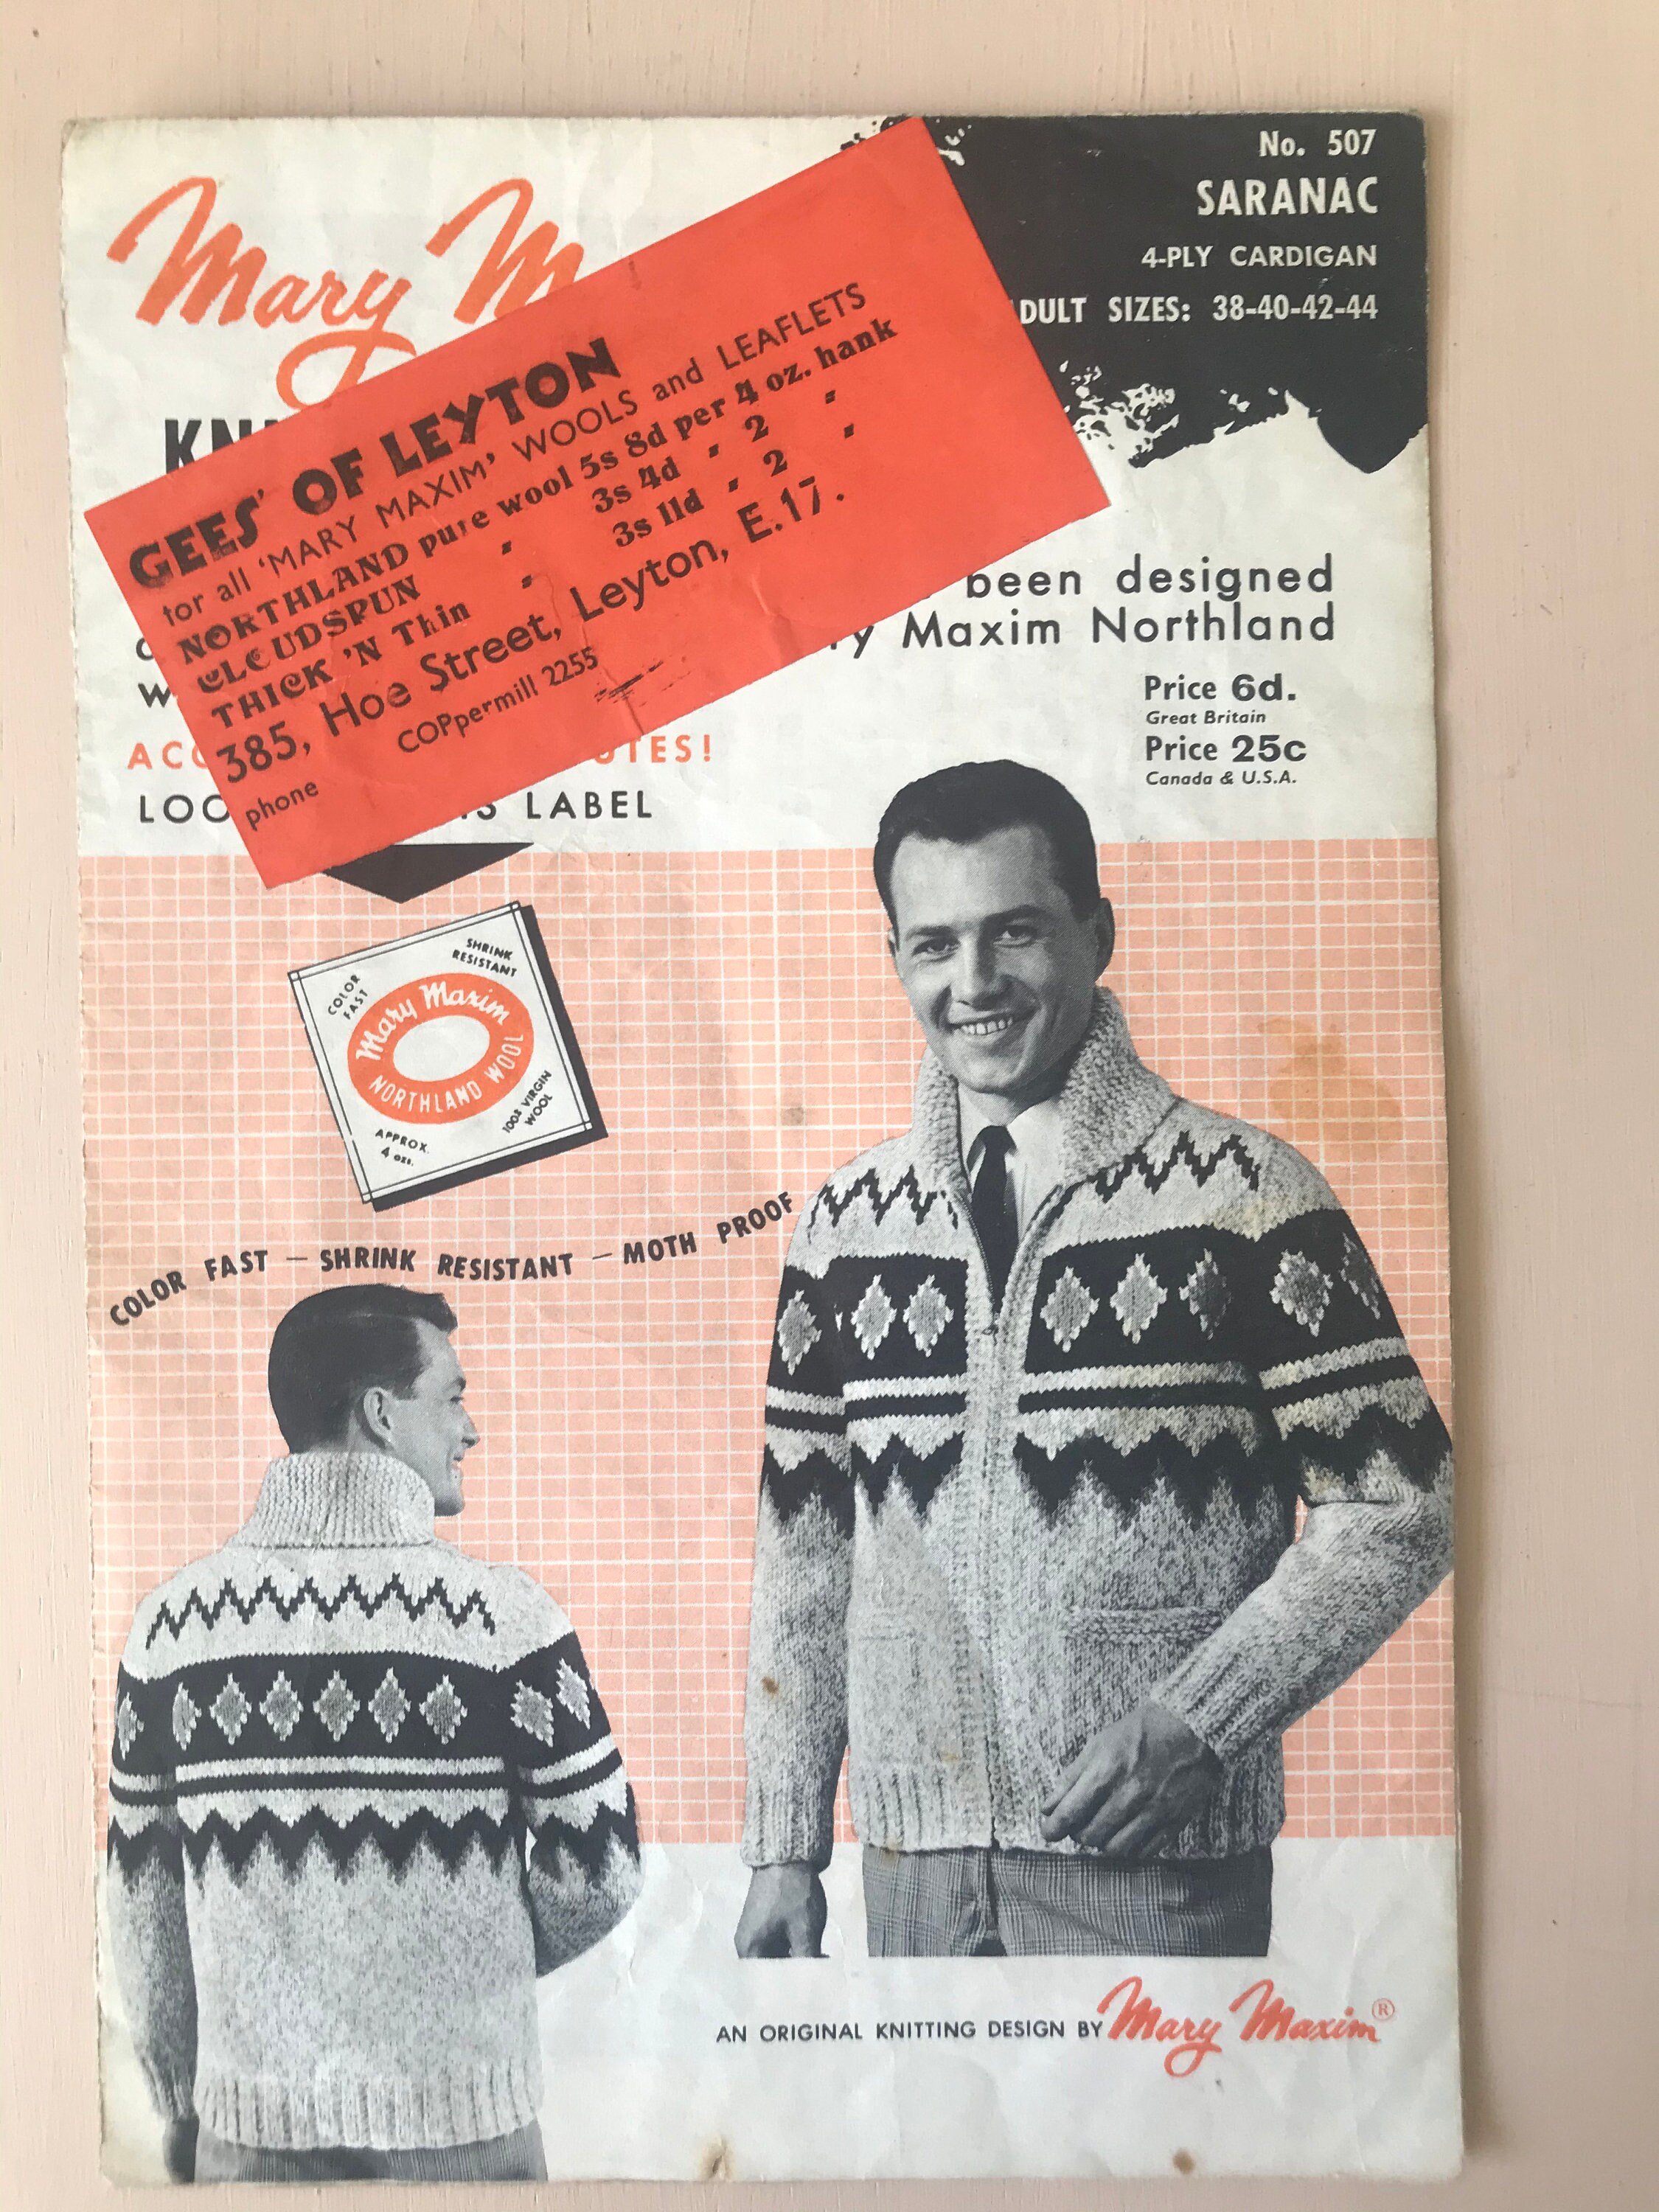 No. 507
SARANAC
4-PLY CARDIGAN
DULT SIZES: 38-40-42-44
Mary M
KN
GEES' OF LEYTON
for all 'MARY MAXIM' WOOLS and LEAFLETS
NORTHLAND pure wool 5s 8d per 4 oz. hank
CLOUDSPUN " 3s 4d " 2 "
THICK 'N Thin " 3s 11d " 2 "
385, Hoe Street, Leyton, E.17.
phone COPpermill 2255
been designed
Maxim Northland
Price 6d.
Great Britain
Price 25c
Canada & U.S.A.
ACC UTES!
LOO IS LABEL
COLOR FAST
SHRINK RESISTANT
Mary Maxim
NORTHLAND WOOL
APPROX. 4 ozs.
100% VIRGIN WOOL
COLOR FAST — SHRINK RESISTANT — MOTH PROOF
AN ORIGINAL KNITTING DESIGN BY Mary Maxim®